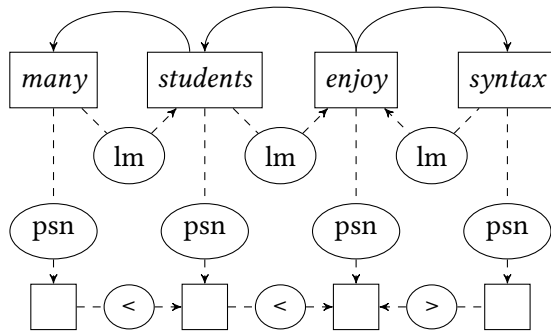 many students enjoy syntax
lm lm lm
psn psn psn psn
< < >